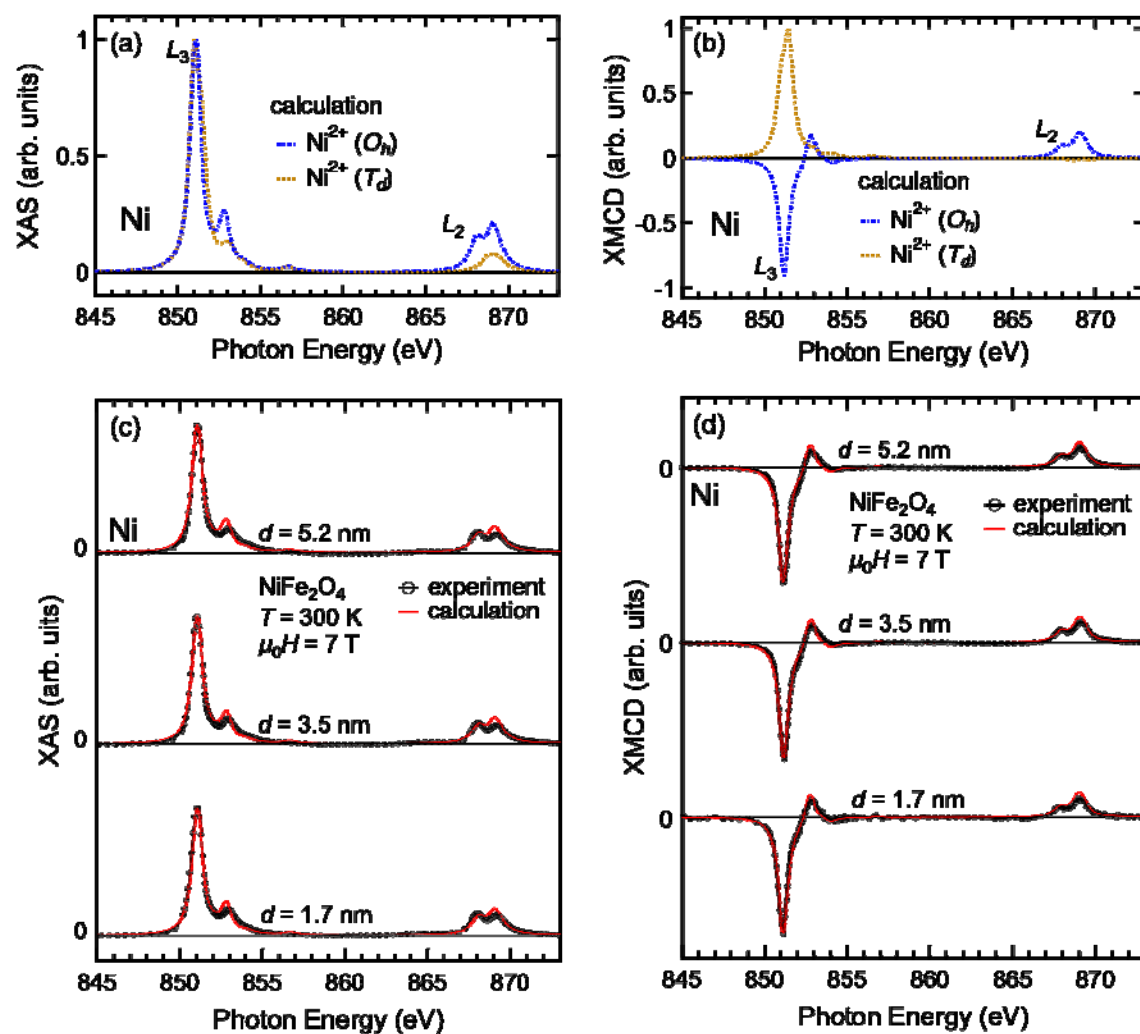 (a)
L3
calculation
Ni2+ (Oh)
Ni2+ (Td)
Ni
L2
1
0.5
0
XAS (arb. units)
845 850 855 860 865 870
Photon Energy (eV)
(b)
L2
calculation
Ni2+ (Oh)
Ni2+ (Td)
Ni
L3
1
0.5
0
-0.5
-1
XMCD (arb. units)
845 850 855 860 865 870
Photon Energy (eV)
(c)
Ni
d = 5.2 nm
NiFe2O4
T = 300 K
μ0H = 7 T
experiment
calculation
d = 3.5 nm
d = 1.7 nm
0
0
0
XAS (arb. uits)
845 850 855 860 865 870
Photon Energy (eV)
(d)
d = 5.2 nm
Ni
NiFe2O4
T = 300 K
μ0H = 7 T
experiment
calculation
d = 3.5 nm
d = 1.7 nm
0
0
0
XMCD (arb. uits)
845 850 855 860 865 870
Photon Energy (eV)